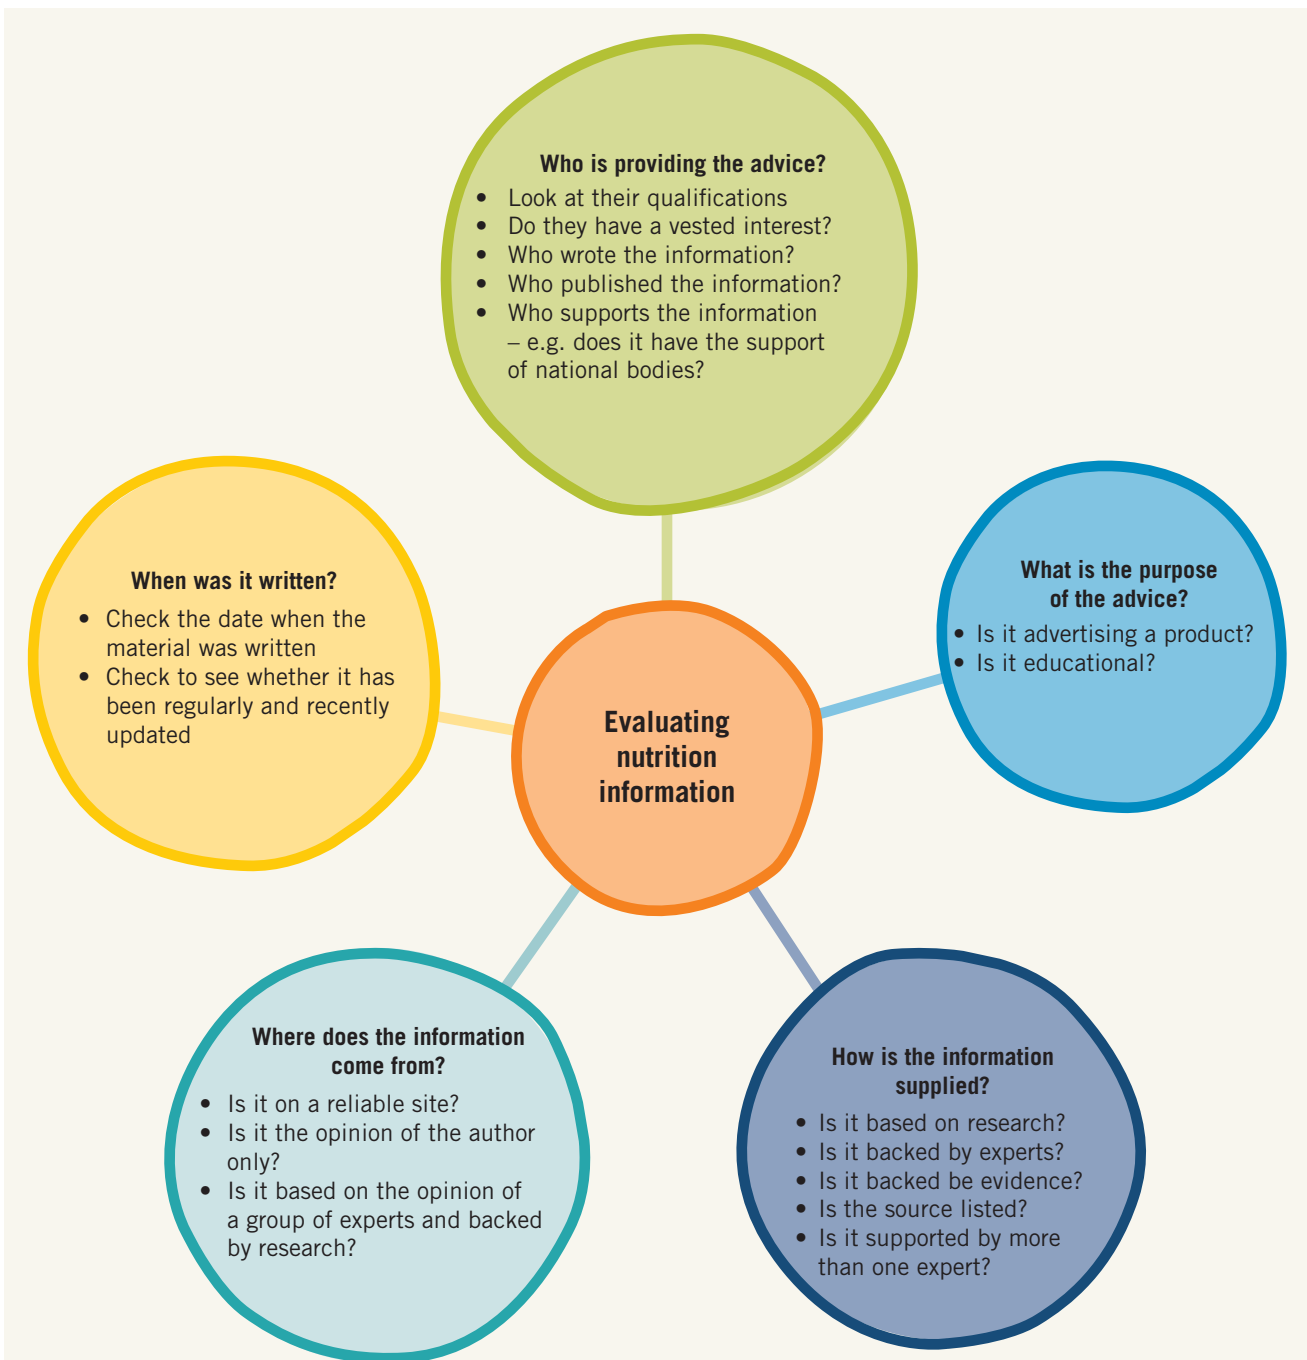 Who is providing the advice?
• Look at their qualifications
• Do they have a vested interest?
• Who wrote the information?
• Who published the information?
• Who supports the information
– e.g. does it have the support
of national bodies?
When was it written?
• Check the date when the
material was written
• Check to see whether it has
been regularly and recently
updated
What is the purpose
of the advice?
• Is it advertising a product?
• Is it educational?
Evaluating
nutrition
information
Where does the information
come from?
• Is it on a reliable site?
• Is it the opinion of the author
only?
• Is it based on the opinion of
a group of experts and backed
by research?
How is the information
supplied?
• Is it based on research?
• Is it backed by experts?
• Is it backed be evidence?
• Is the source listed?
• Is it supported by more
than one expert?